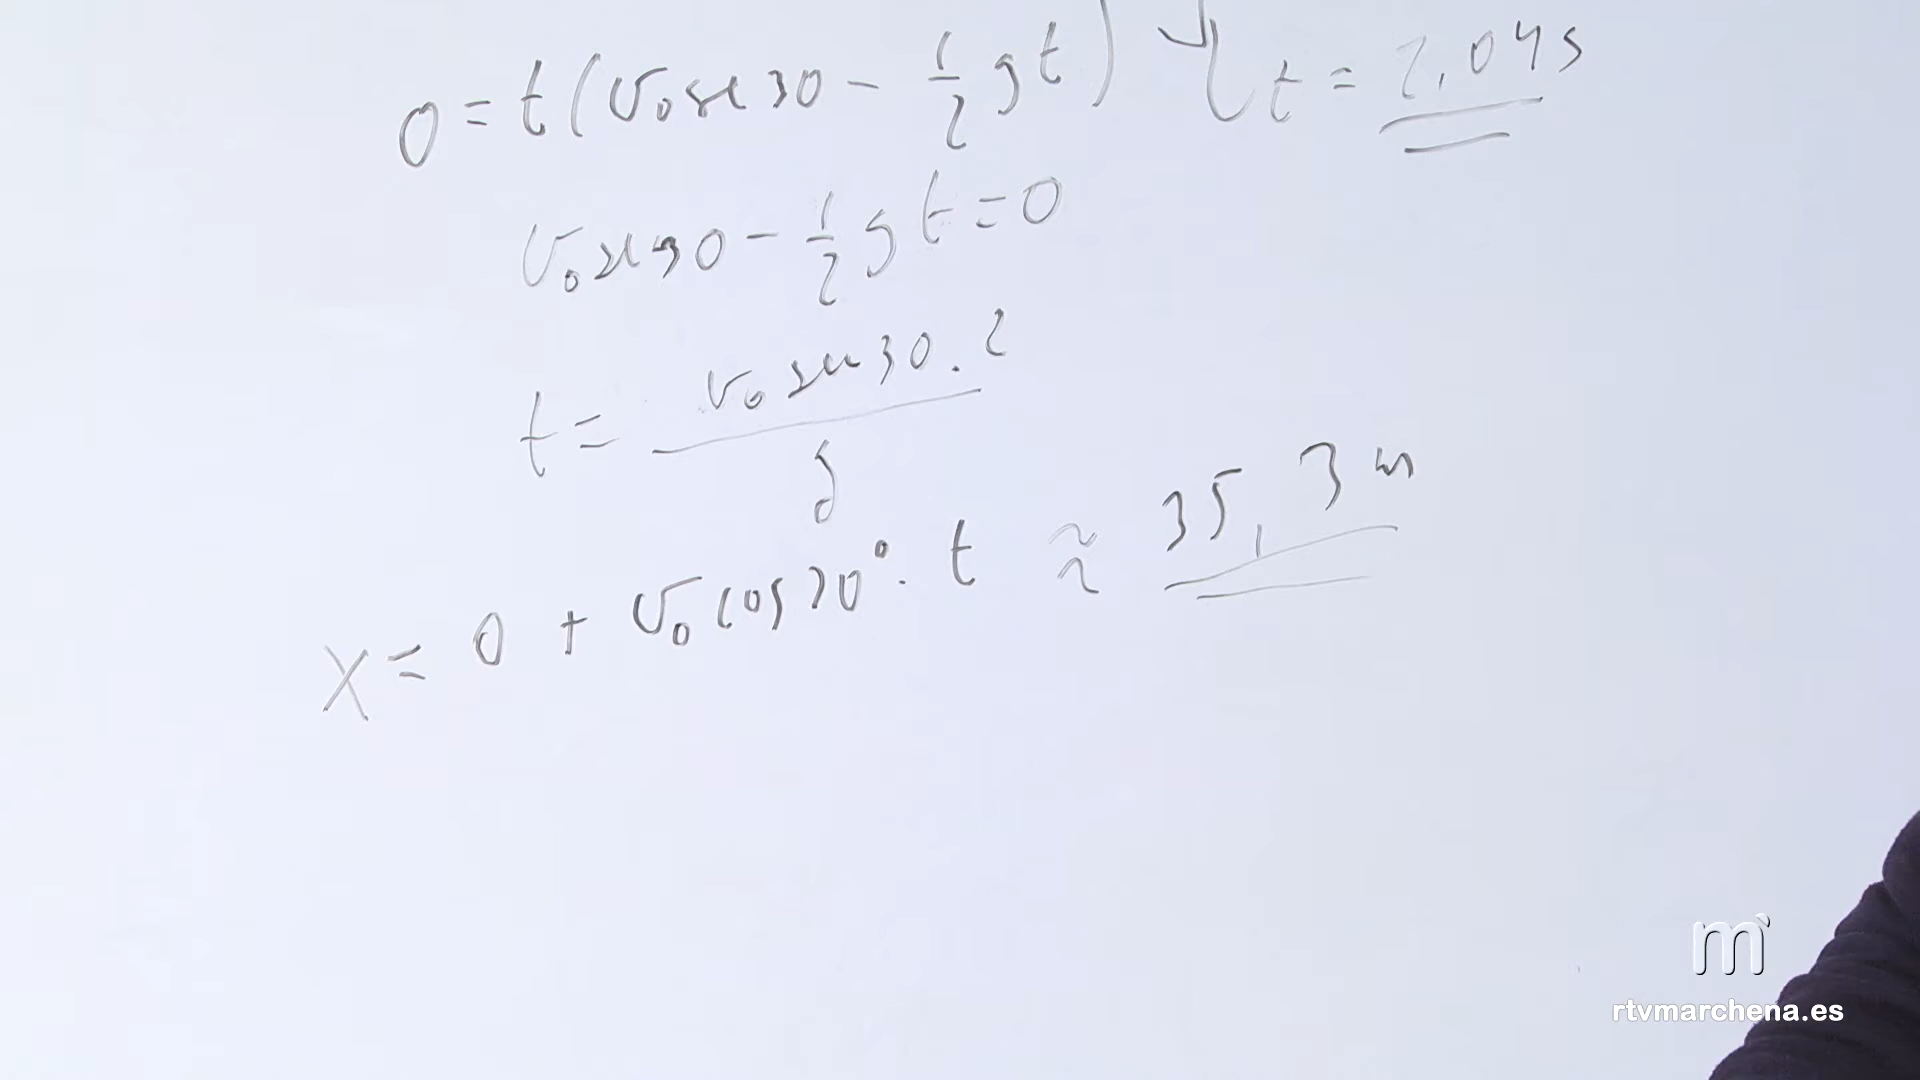 0 = t (v₀ sen 30 - 1/2 g t) t = 2,04 s
v₀ sen 30 - 1/2 g t = 0
t = v₀ sen 30 . 2 / g
x = 0 + v₀ cos 30° . t ≈ 35,3 m
m
rtvmarchena.es